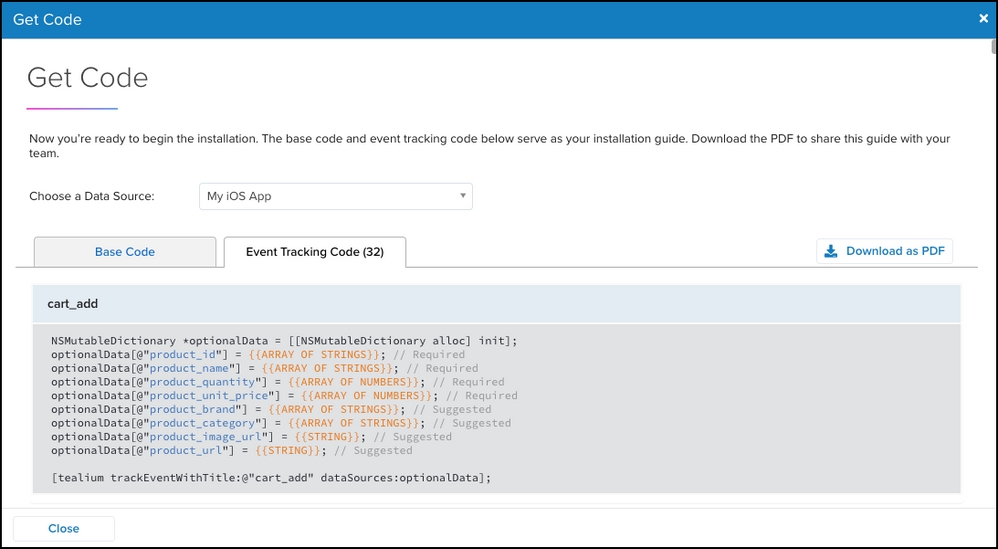 Get Code
×
Get Code
Now you're ready to begin the installation. The base code and event tracking code below serve as your installation guide. Download the PDF to share this guide with your
team.
Choose a Data Source: My iOS App
Base Code Event Tracking Code (32) Download as PDF
cart_add
NSMutableDictionary *optionalData = [[NSMutableDictionary alloc] init];
optionalData[@"product_id"] = {{ARRAY OF STRINGS}}; // Required
optionalData[@"product_name"] = {{ARRAY OF STRINGS}}; // Required
optionalData[@"product_quantity"] = {{ARRAY OF NUMBERS}}; // Required
optionalData[@"product_unit_price"] = {{ARRAY OF NUMBERS}}; // Required
optionalData[@"product_brand"] = {{ARRAY OF STRINGS}}; // Suggested
optionalData[@"product_category"] = {{ARRAY OF STRINGS}}; // Suggested
optionalData[@"product_image_url"] = {{STRING}}; // Suggested
optionalData[@"product_url"] = {{STRING}}; // Suggested
[tealium trackEventWithTitle:@"cart_add" dataSources:optionalData];
Close